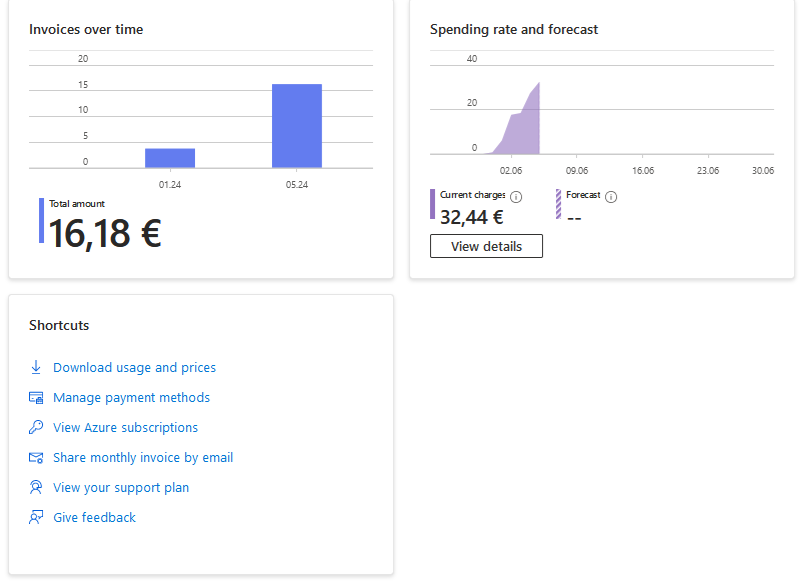 Invoices over time
20
15
10
5
0
01.24
05.24
Total amount
16,18 €
Spending rate and forecast
40
20
0
02.06
09.06
16.06
23.06
30.06
Current charges
32,44 €
Forecast
--
View details
Shortcuts
Download usage and prices
Manage payment methods
View Azure subscriptions
Share monthly invoice by email
View your support plan
Give feedback